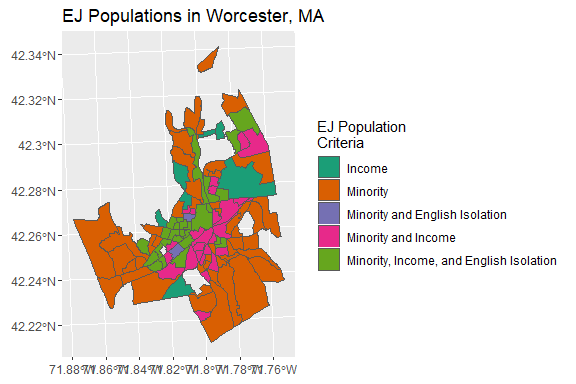 EJ Populations in Worcester, MA
42.34°N
42.32°N
42.3°N
42.28°N
42.26°N
42.24°N
42.22°N
71.88°W 71.86°W 71.84°W 71.82°W 71.8°W 71.78°W 71.76°W
EJ Population
Criteria
Income
Minority
Minority and English Isolation
Minority and Income
Minority, Income, and English Isolation